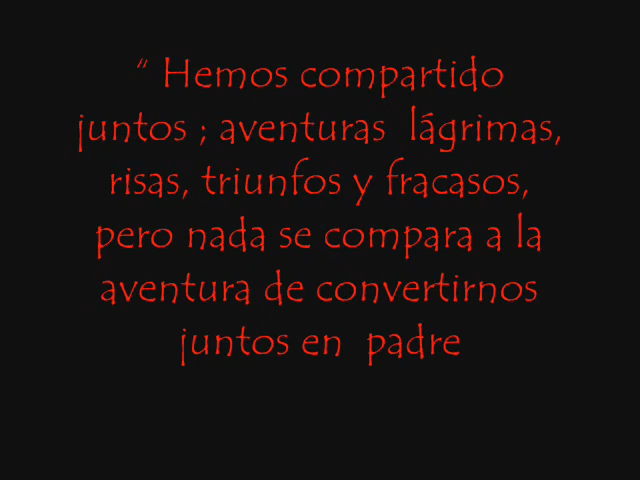 “ Hemos compartido
juntos ; aventuras lágrimas,
risas, triunfos y fracasos,
pero nada se compara a la
aventura de convertirnos
juntos en padre